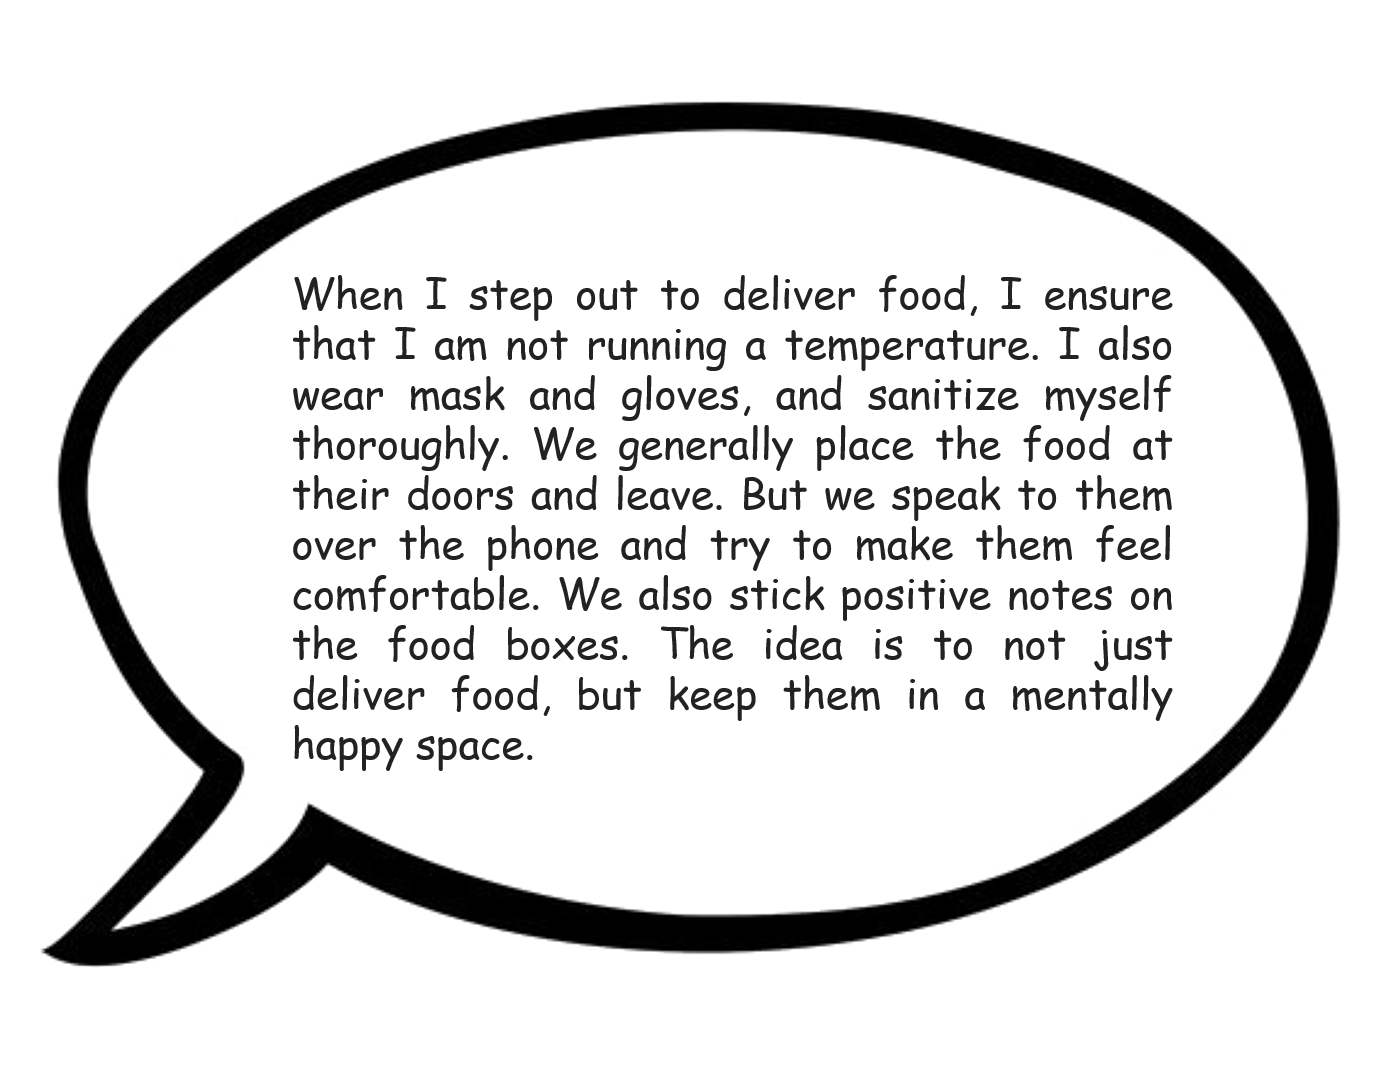 When I step out to deliver food, I ensure
that I am not running a temperature. I also
wear mask and gloves, and sanitize myself
thoroughly. We generally place the food at
their doors and leave. But we speak to them
over the phone and try to make them feel
comfortable. We also stick positive notes on
the food boxes. The idea is to not just
deliver food, but keep them in a mentally
happy space.